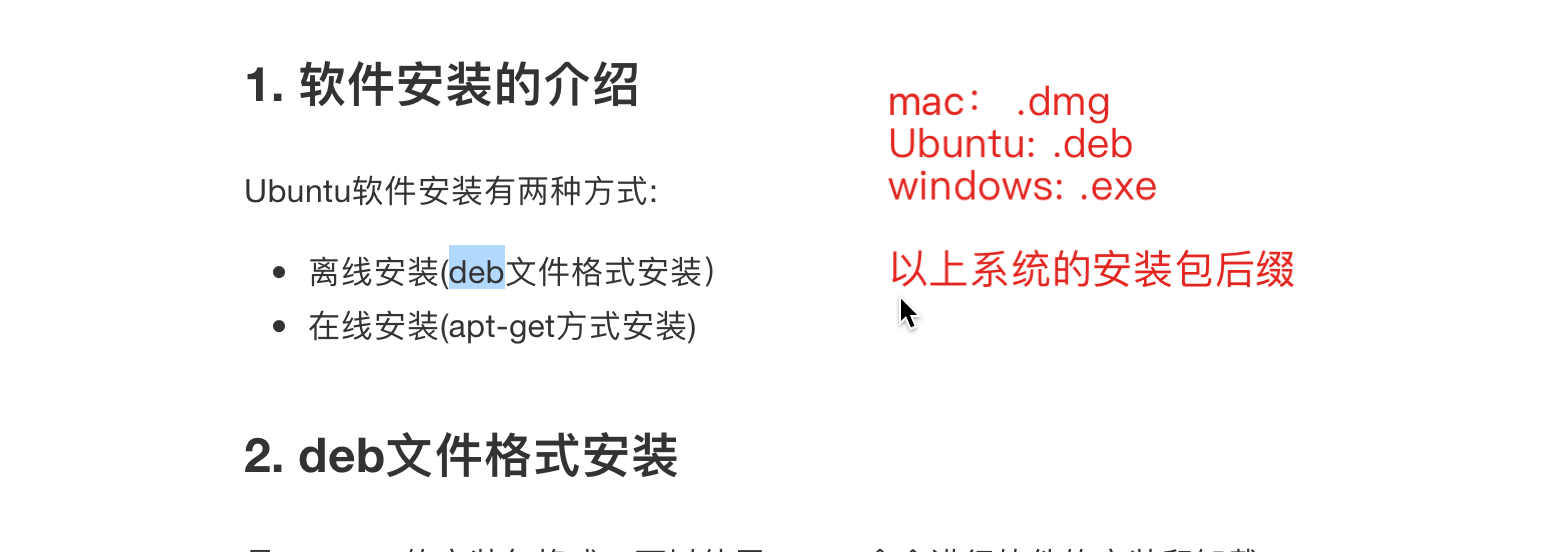 1. 软件安装的介绍
Ubuntu软件安装有两种方式:
离线安装(deb文件格式安装）
在线安装(apt-get方式安装)
mac： .dmg
Ubuntu: .deb
windows: .exe
以上系统的安装包后缀
2. deb文件格式安装